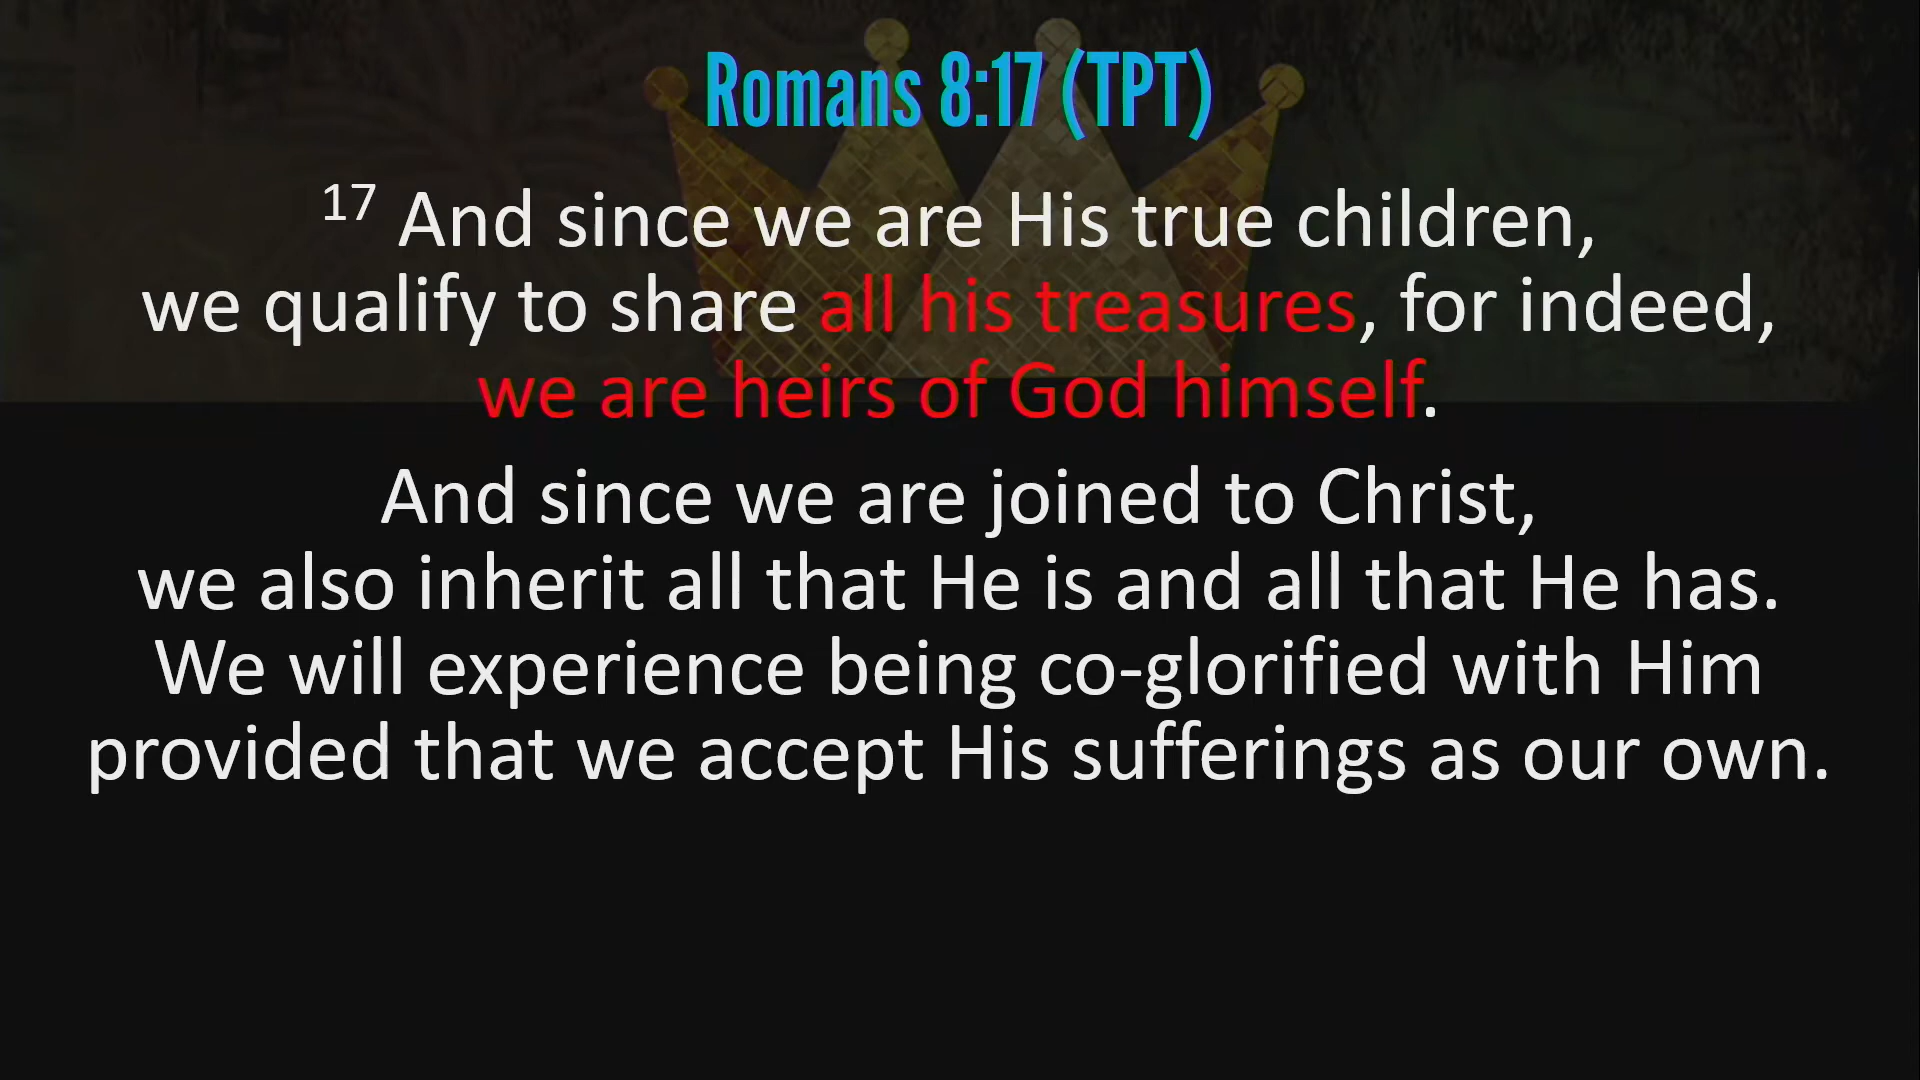 Romans 8:17 (TPT)
17 And since we are His true children,
we qualify to share all his treasures, for indeed,
we are heirs of God himself.
And since we are joined to Christ,
we also inherit all that He is and all that He has.
We will experience being co-glorified with Him
provided that we accept His sufferings as our own.